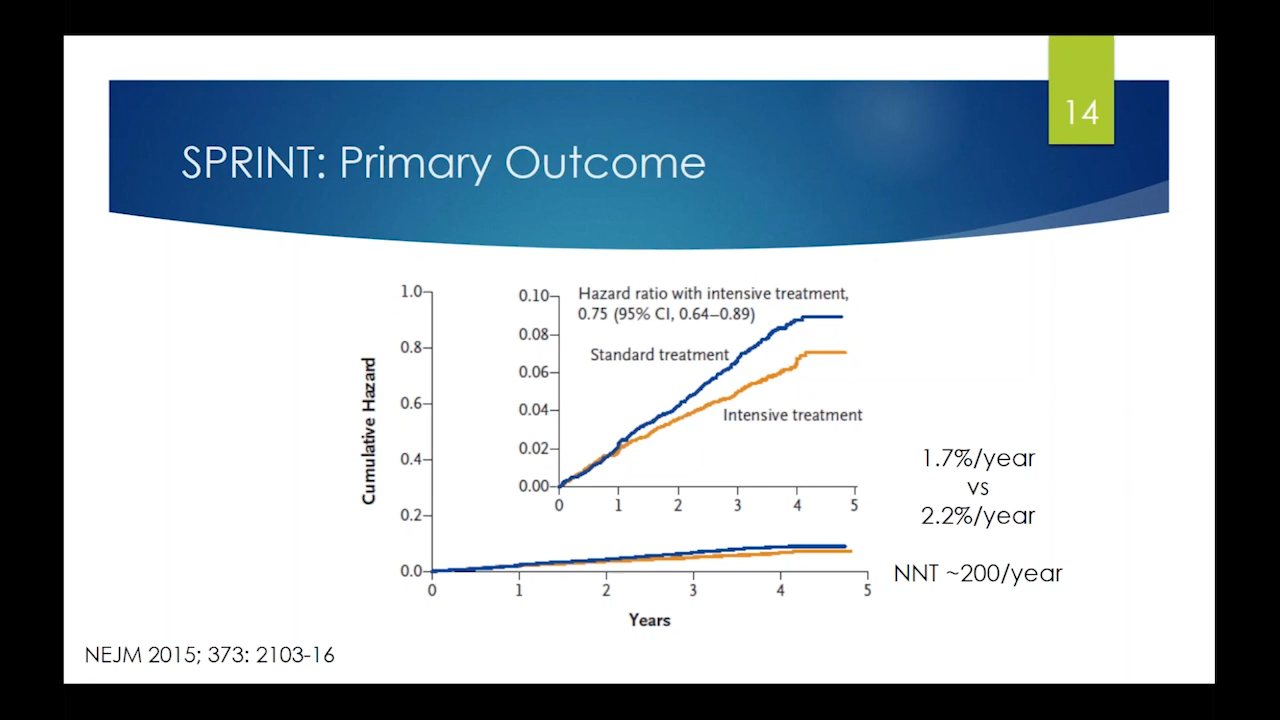 14
SPRINT: Primary Outcome
Cumulative Hazard
1.0
0.8
0.6
0.4
0.2
0.0
0 1 2 3 4 5
Years
0.10
0.08
0.06
0.04
0.02
0.00
0 1 2 3 4 5
Hazard ratio with intensive treatment,
0.75 (95% CI, 0.64–0.89)
Standard treatment
Intensive treatment
1.7%/year
vs
2.2%/year
NNT ~200/year
NEJM 2015; 373: 2103-16